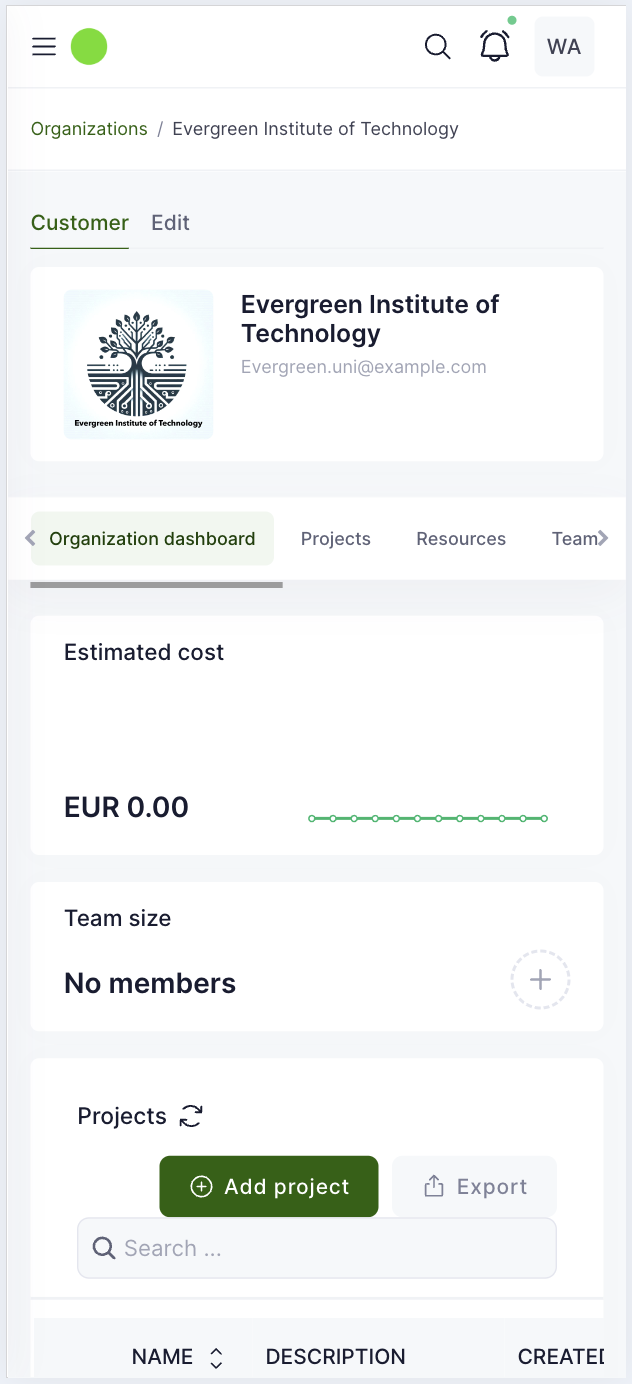 WA
Organizations / Evergreen Institute of Technology
Customer Edit
Evergreen Institute of
Technology
Evergreen.uni@example.com
Evergreen Institute of Technology
Organization dashboard Projects Resources Team
Estimated cost
EUR 0.00
Team size
No members
Projects
Add project Export
Search ...
NAME DESCRIPTION CREATED